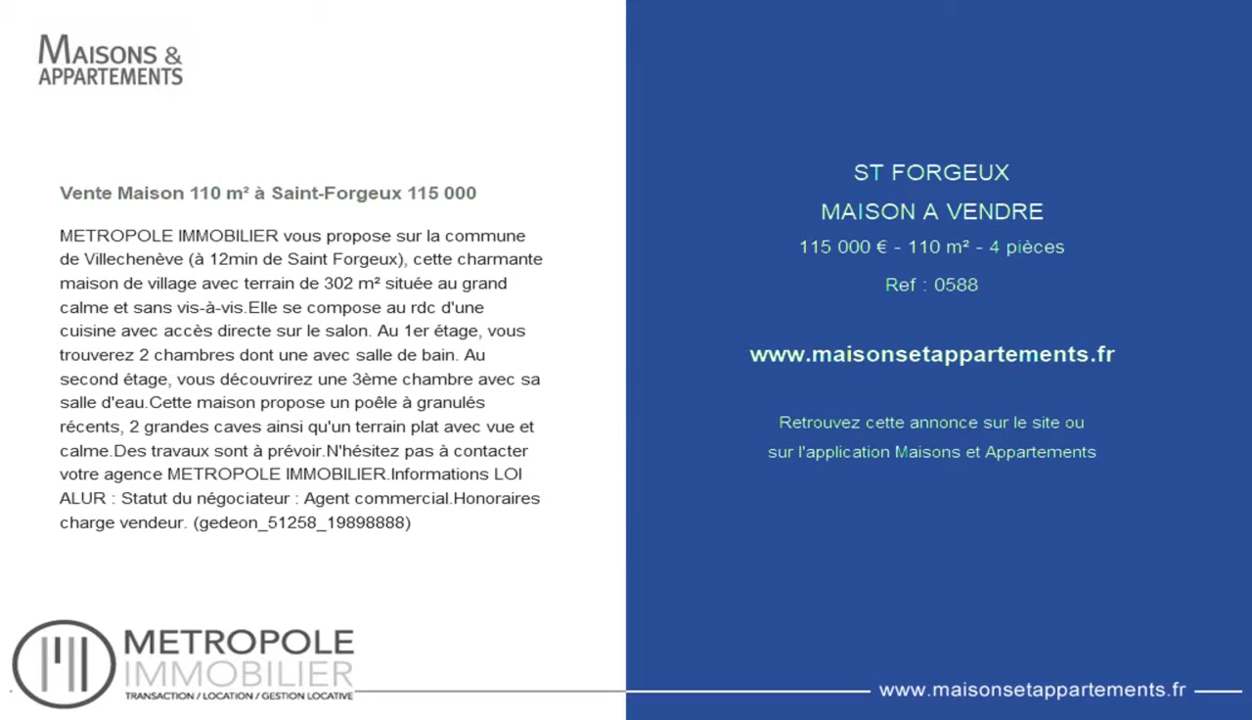 MAISONS &
APPARTEMENTS
Vente Maison 110 m² à Saint-Forgeux 115 000
METROPOLE IMMOBILIER vous propose sur la commune
de Villechenève (à 12min de Saint Forgeux), cette charmante
maison de village avec terrain de 302 m² située au grand
calme et sans vis-à-vis.Elle se compose au rdc d'une
cuisine avec accès directe sur le salon. Au 1er étage, vous
trouverez 2 chambres dont une avec salle de bain. Au
second étage, vous découvrirez une 3ème chambre avec sa
salle d'eau.Cette maison propose un poêle à granulés
récents, 2 grandes caves ainsi qu'un terrain plat avec vue et
calme.Des travaux sont à prévoir.N'hésitez pas à contacter
votre agence METROPOLE IMMOBILIER.Informations LOI
ALUR : Statut du négociateur : Agent commercial.Honoraires
charge vendeur. (gedeon_51258_19898888)
METROPOLE
IMMOBILIER
TRANSACTION / LOCATION / GESTION LOCATIVE
ST FORGEUX
MAISON A VENDRE
115 000 € - 110 m² - 4 pièces
Ref : 0588
www.maisonsetappartements.fr
Retrouvez cette annonce sur le site ou
sur l'application Maisons et Appartements
www.maisonsetappartements.fr